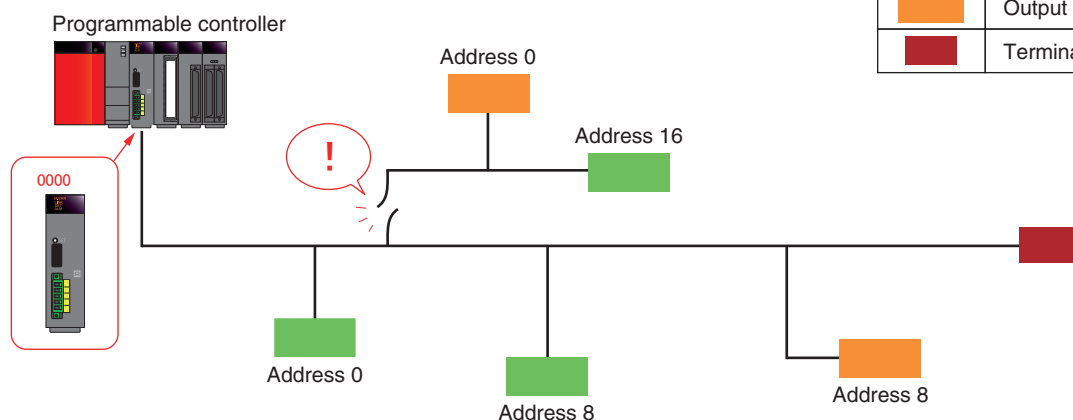 Programmable controller
Output
Address 0
Address 16
!
0000
Address 0
Address 8
Address 8